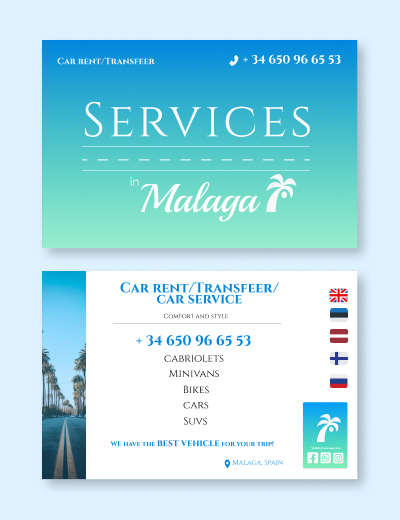 Car rent/Transfeer
+ 34 650 96 65 53
Services
in
Malaga
Car rent/Transfeer/
car service
Comfort and style
+ 34 650 96 65 53
cabriolets
Minivans
Bikes
cars
Suvs
We have the BEST VEHICLE for your trip!
Malaga, Spain